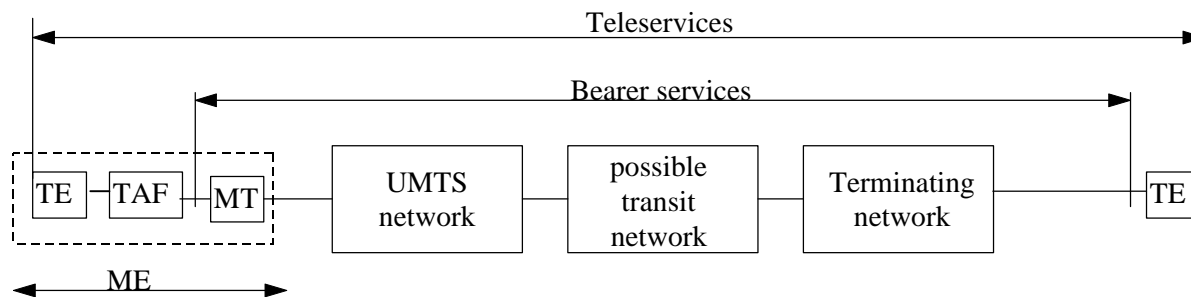 Teleservices
Bearer services
TE
TAF
MT
UMTS
network
possible
transit
network
Terminating
network
TE
ME